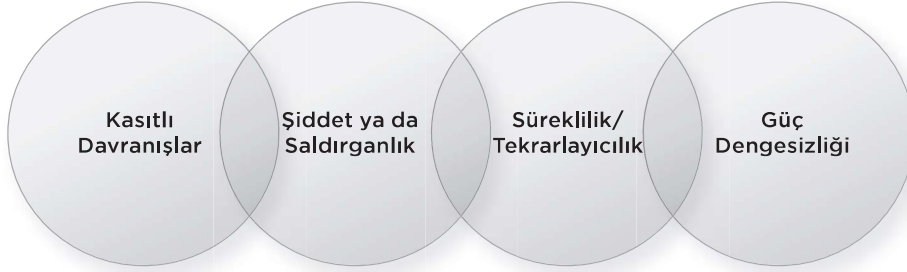 Kasıtlı
Davranışlar
Şiddet ya da
Saldırganlık
Süreklilik/
Tekrarlayıcılık
Güç
Dengesizliği